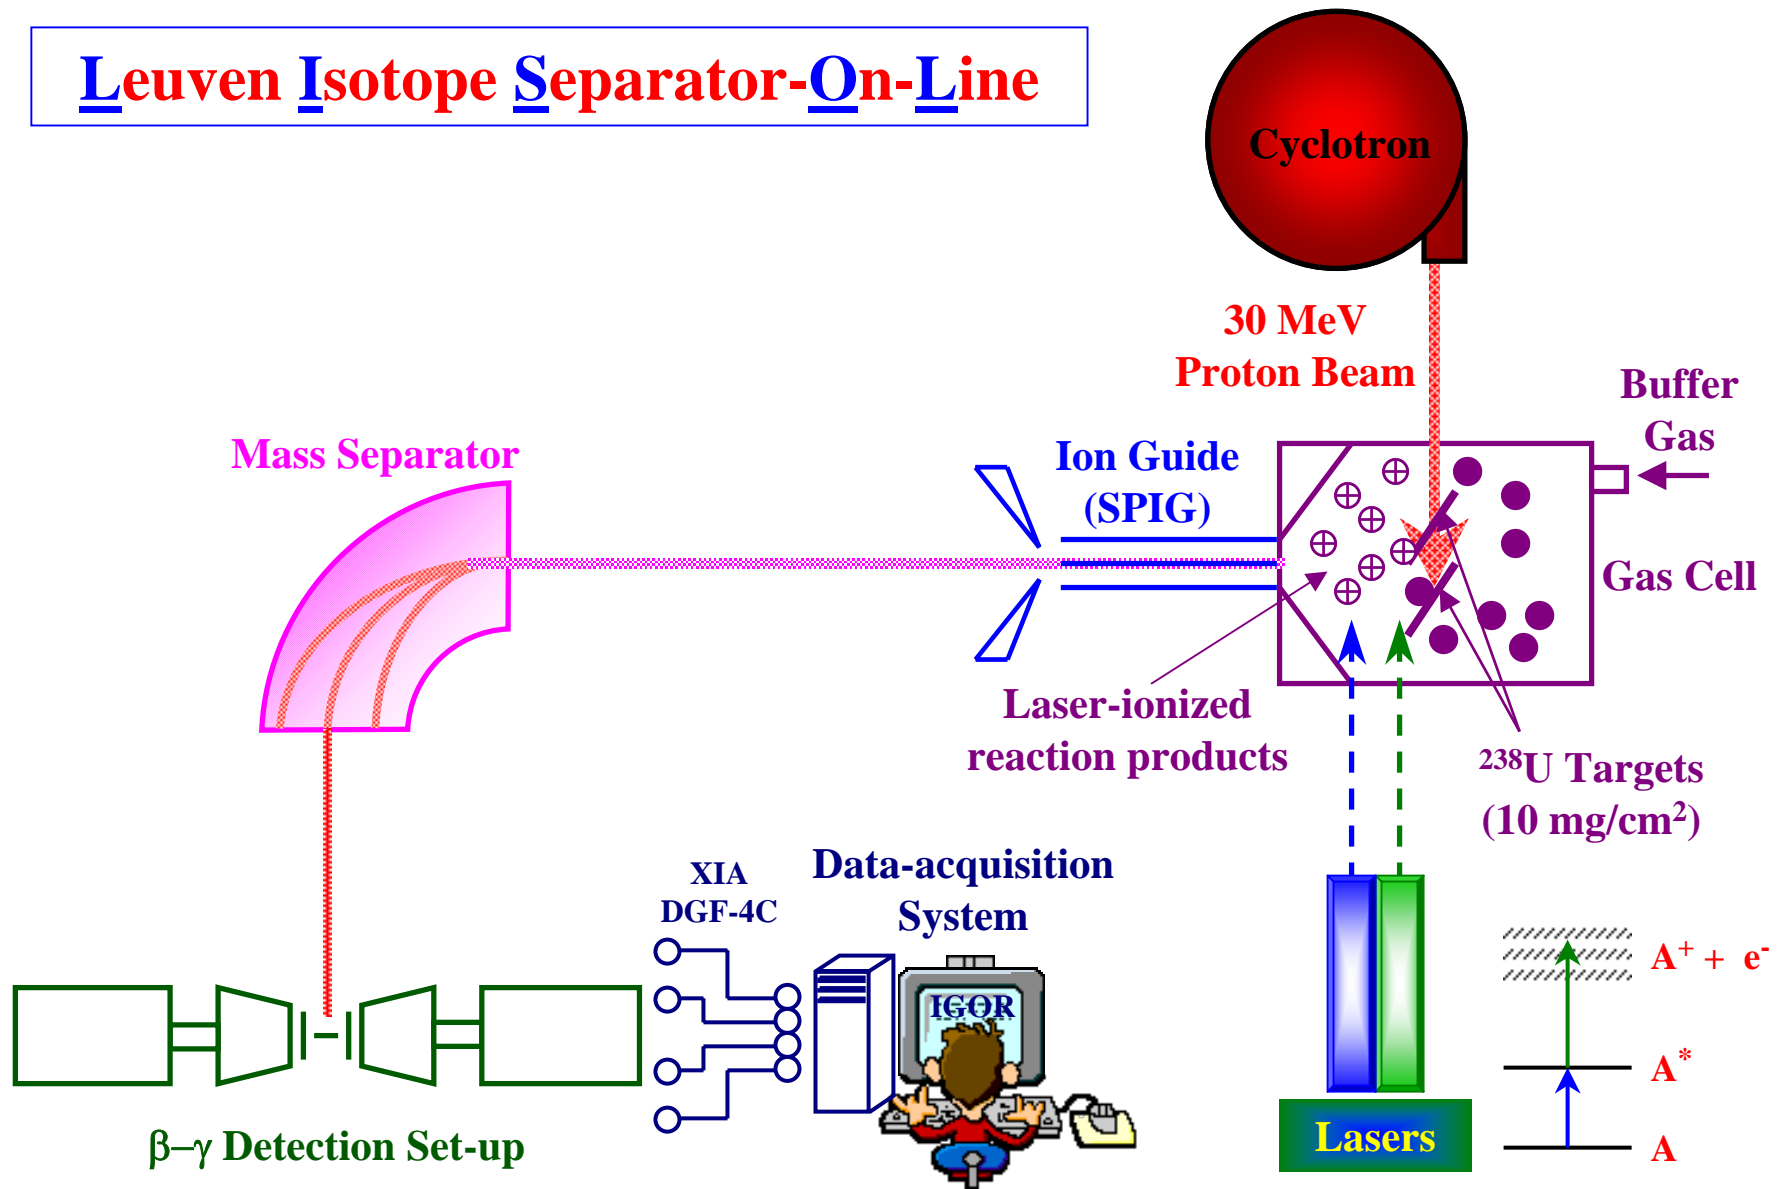 Leuven Isotope Separator-On-Line
Cyclotron
30 MeV
Proton Beam
Buffer
Gas
Mass Separator
Ion Guide
(SPIG)
Gas Cell
Laser-ionized
reaction products
²³⁸U Targets
(10 mg/cm²)
XIA
DGF-4C
Data-acquisition
System
IGOR
A⁺ + e⁻
A*
A
Lasers
β–γ Detection Set-up